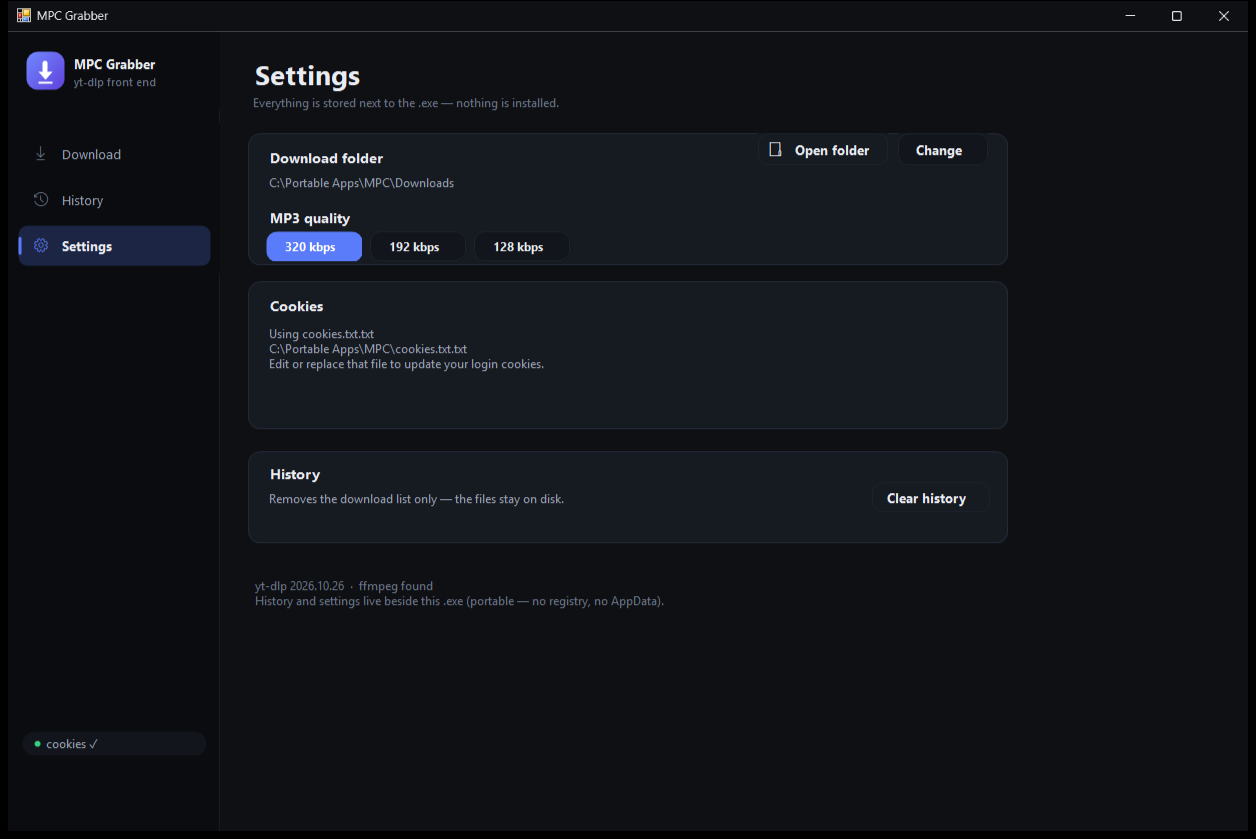 MPC Grabber
MPC Grabber
yt-dlp front end
Download
History
Settings
cookies ✓
Settings
Everything is stored next to the .exe — nothing is installed.
Download folder
Open folder
Change
C:\Portable Apps\MPC\Downloads
MP3 quality
320 kbps
192 kbps
128 kbps
Cookies
Using cookies.txt.txt
C:\Portable Apps\MPC\cookies.txt.txt
Edit or replace that file to update your login cookies.
History
Removes the download list only — the files stay on disk.
Clear history
yt-dlp 2026.10.26 · ffmpeg found
History and settings live beside this .exe (portable — no registry, no AppData).